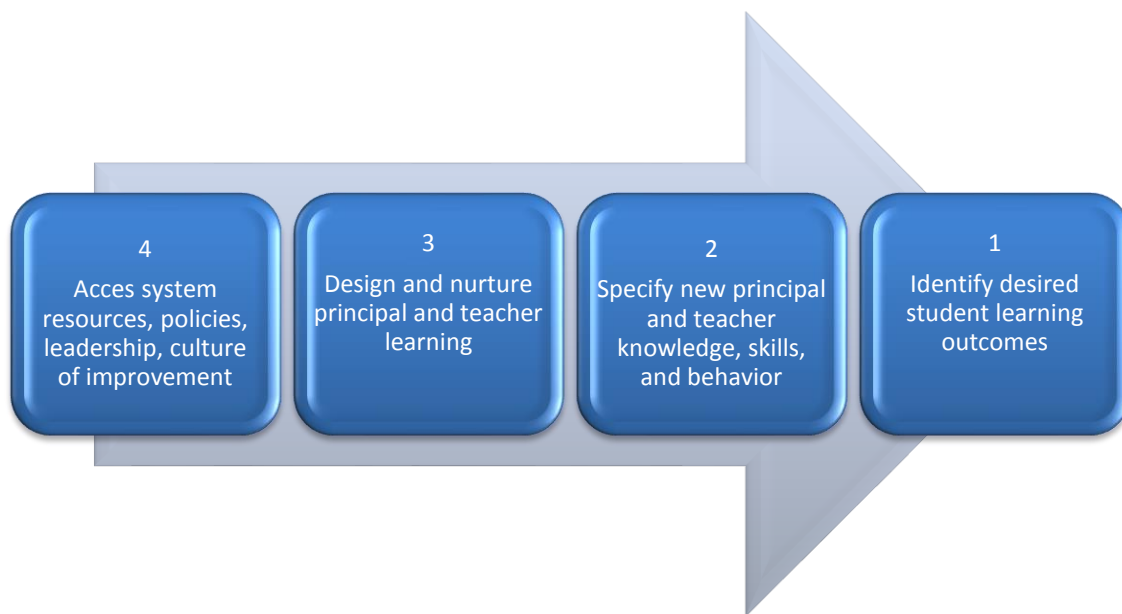 4
Acces system
resources, policies,
leadership, culture
of improvement
3
Design and nurture
principal and teacher
learning
2
Specify new principal
and teacher
knowledge, skills,
and behavior
1
Identify desired
student learning
outcomes